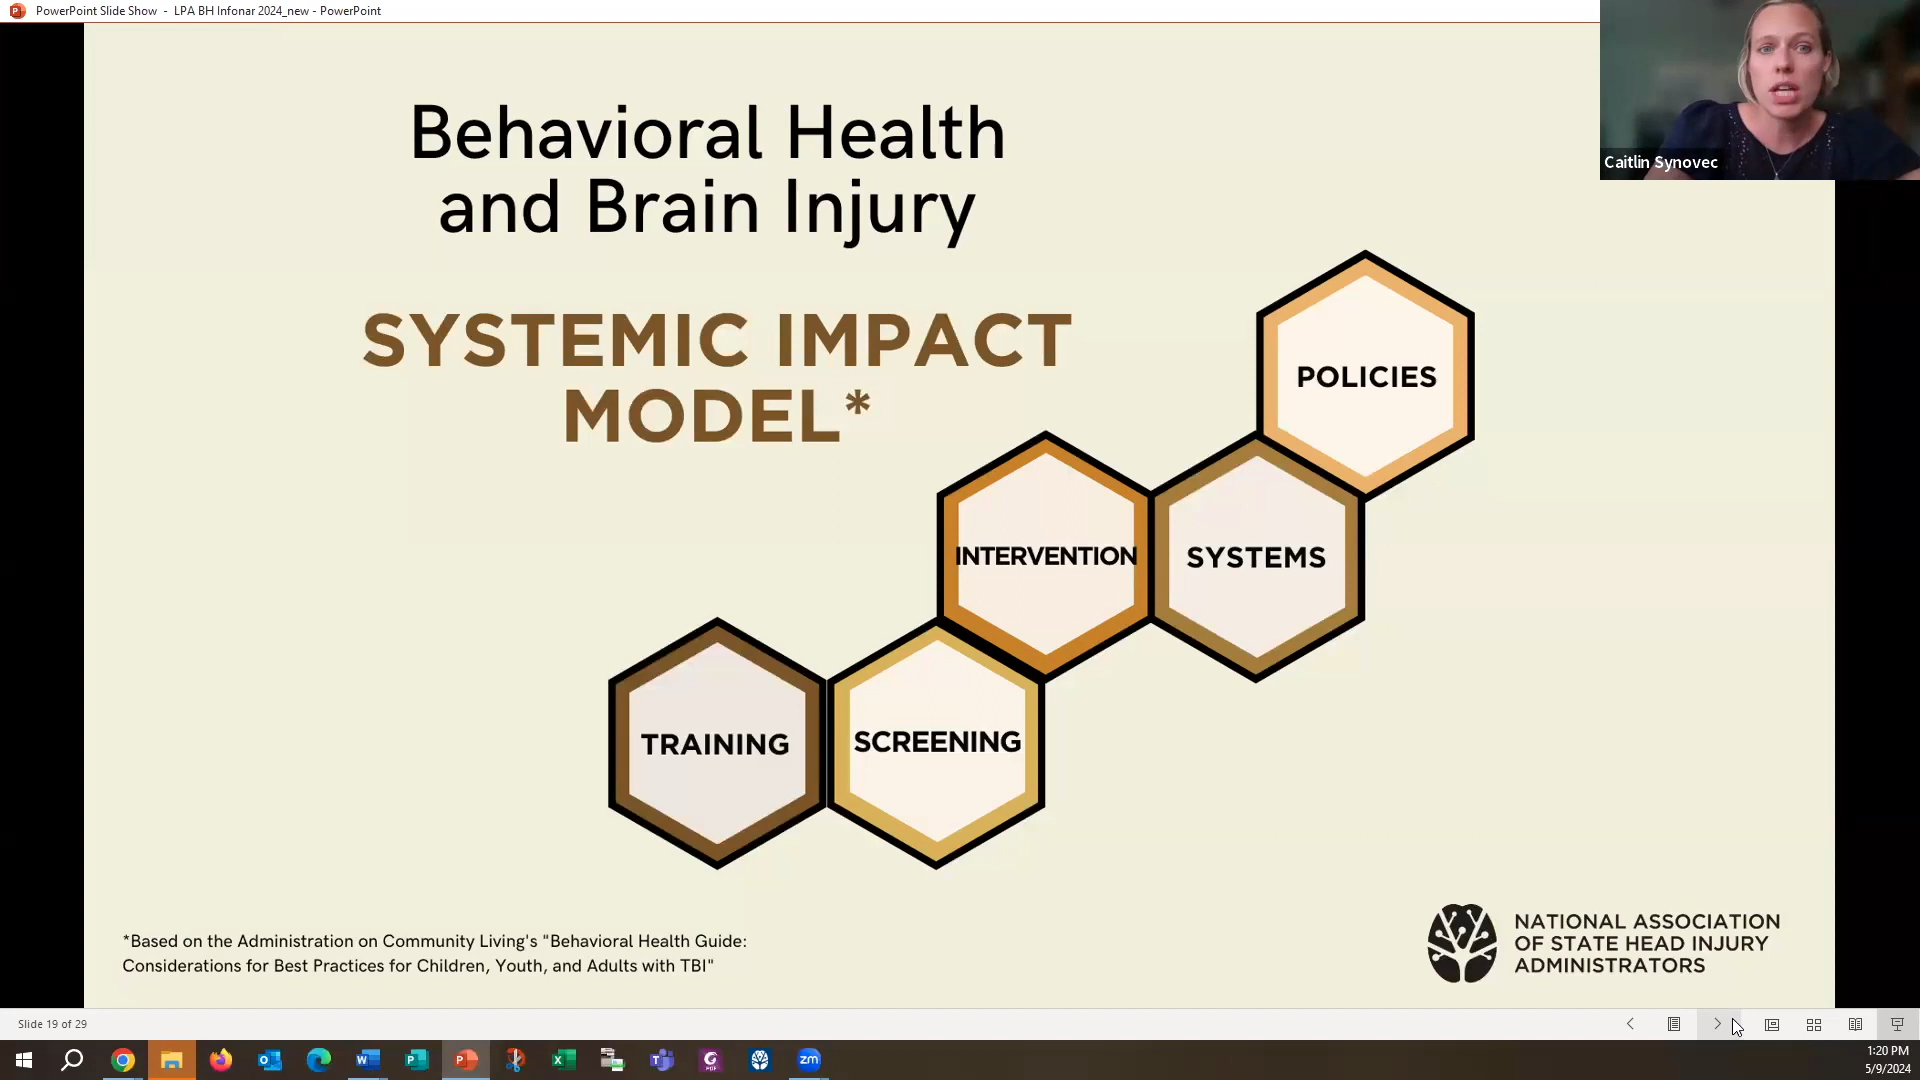 PowerPoint Slide Show - LPA BH Infonar 2024_new - PowerPoint
Caitlin Synovec
Behavioral Health
and Brain Injury
SYSTEMIC IMPACT
MODEL*
POLICIES
INTERVENTION
SYSTEMS
TRAINING
SCREENING
*Based on the Administration on Community Living's "Behavioral Health Guide:
Considerations for Best Practices for Children, Youth, and Adults with TBI"
NATIONAL ASSOCIATION
OF STATE HEAD INJURY
ADMINISTRATORS
Slide 19 of 29
zm
1:20 PM
5/9/2024